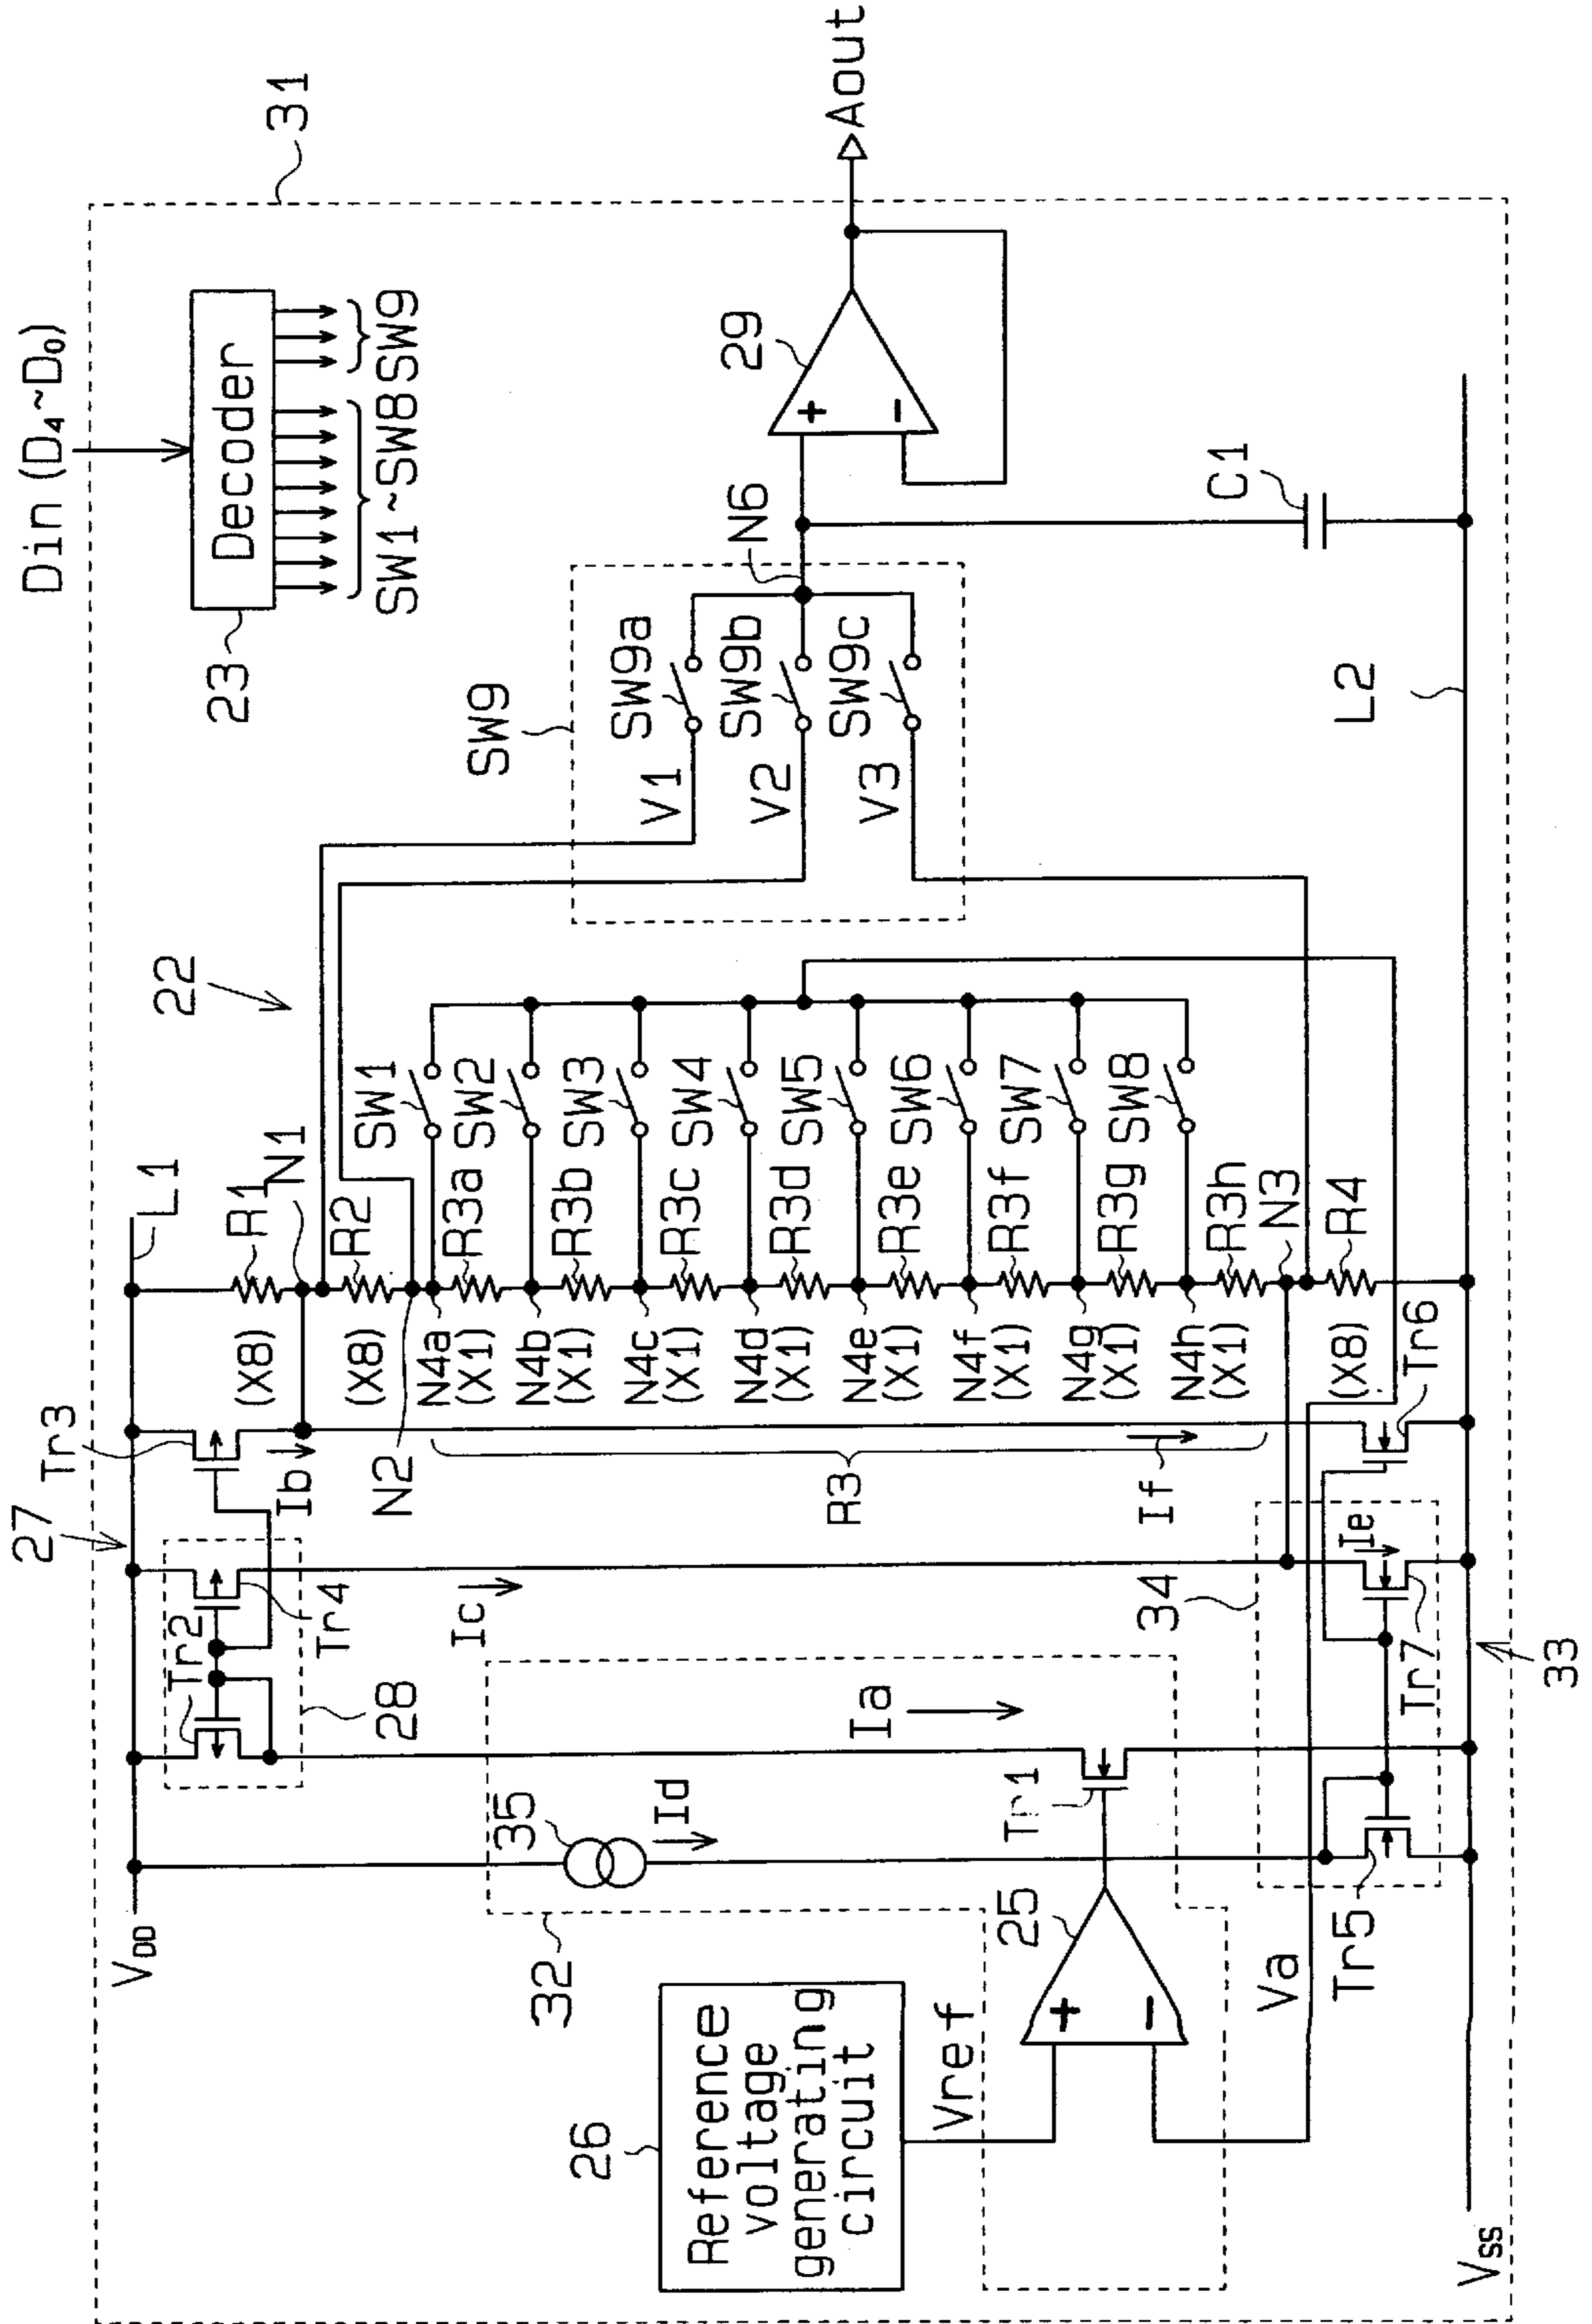 Din (D₄~D₀)
31
Decoder
23
SW1~SW8
SW9
29
Aout
N6
SW9
SW9a
SW9b
SW9c
V1
V2
V3
C1
L2
22
27
L1
R1
N1
(X8)
R2
(X8)
N2
Tr3
Ib
SW1
SW2
SW3
SW4
SW5
SW6
SW7
SW8
N4a
(X1)
R3a
N4b
(X1)
R3b
N4c
(X1)
R3c
N4d
(X1)
R3d
N4e
(X1)
R3e
N4f
(X1)
R3f
N4g
(X1)
R3g
N4h
(X1)
R3h
N3
R4
(X8)
R3
If
Tr6
Tr2
Tr4
28
Ic
Ia
34
Ie
Tr7
33
VDD
35
Id
Tr1
32
25
+
−
+
−
Va
Tr5
26
Reference
voltage
generating
circuit
Vref
VSS